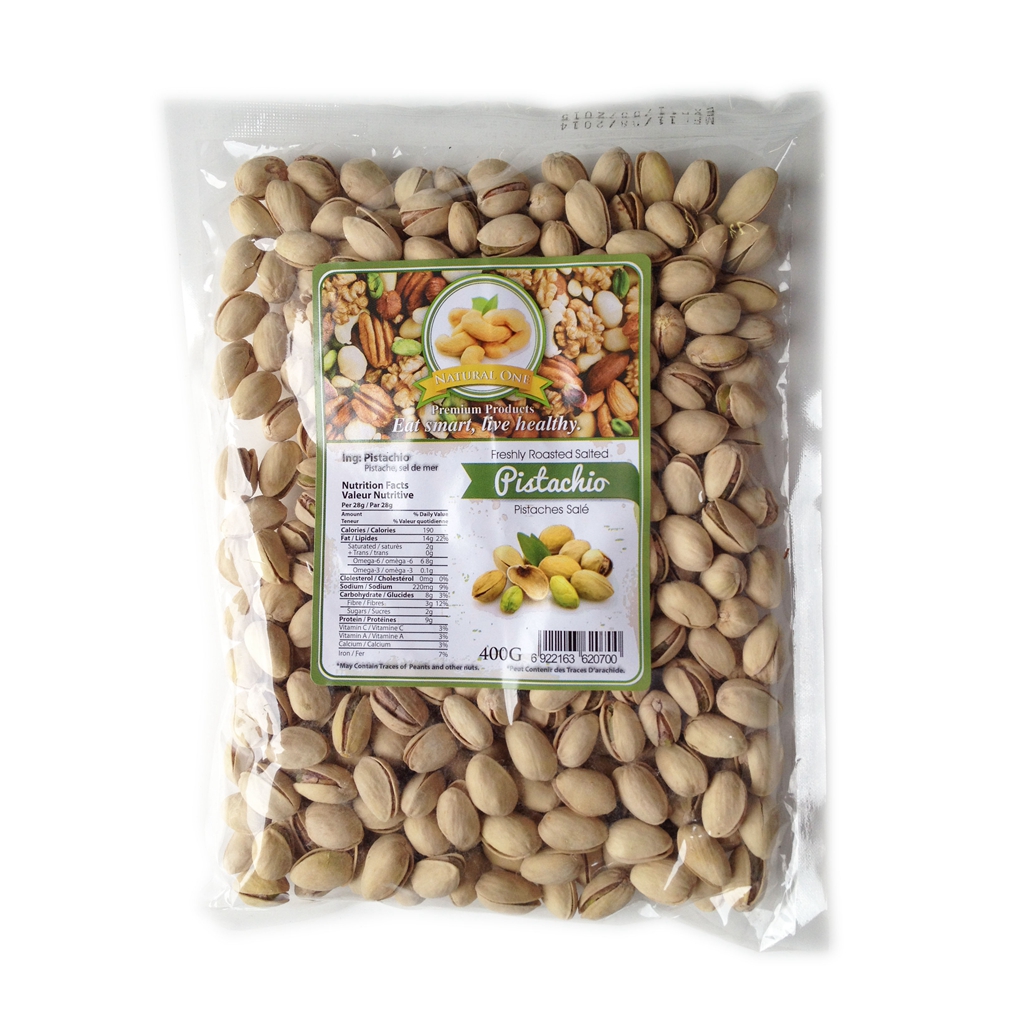 NATURAL ONE
Premium Products
Eat smart, live healthy.
Ing: Pistachio
Pistache, sel de mer
Nutrition Facts
Valeur Nutritive
Per 28g / Par 28g
Amount % Daily Value
Teneur % Valeur quotidienne
Calories / Calories 190
Fat / Lipides 14g 22%
Saturated / saturés 2g
+ Trans / trans 0g
Omega-6 / oméga -6 6.8g
Omega-3 / oméga -3 0.1g
Clolesterol / Cholestérol 0mg 0%
Sodium / Sodium 220mg 9%
Carbohydrate / Glucides 8g 3%
Fibre / Fibres 3g 12%
Sugars / Sucres 2g
Protein / Protéines 9g
Vitamin C / Vitamine C 3%
Vitamin A / Vitamine A 3%
Calcium / Calcium 3%
Iron / Fer 7%
*May Contain Traces of Peants and other nuts.
Freshly Roasted Salted
Pistachio
Pistaches Salé
400G
6 922163 620700
*Peut Contenir des Traces D'arachide.